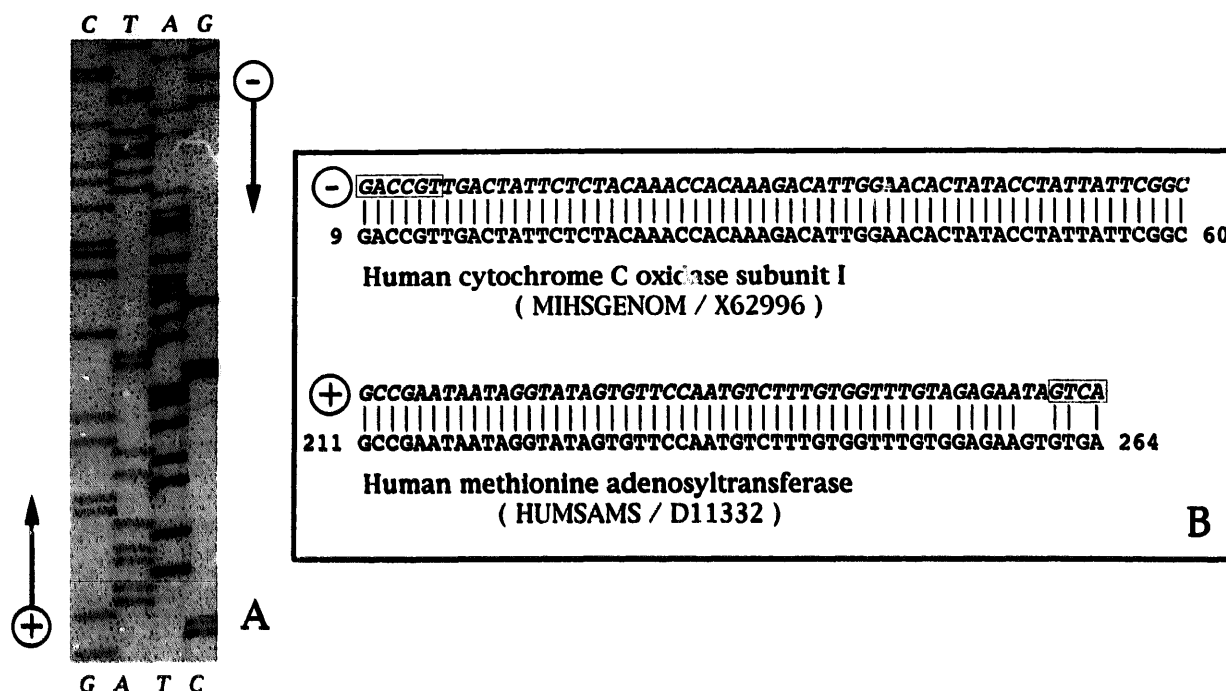 C T A G
-
- GACCGTTGACTATTCTCTACAAACCACAAAGACATTGGAACACTATACCTATTATTCGGC
9 GACCGTTGACTATTCTCTACAAACCACAAAGACATTGGAACACTATACCTATTATTCGGC 60
Human cytochrome C oxidase subunit I
( MIHSGENOM / X62996 )
+ GCCGAATAATAGGTATAGTGTTCCAATGTCTTTGTGGTTTGTAGAGAATAGTCA
211 GCCGAATAATAGGTATAGTGTTCCAATGTCTTTGTGGTTTGTGGAGAAGTGTGA 264
Human methionine adenosyltransferase
( HUMSAMS / D11332 )
B
+
A
G A T C